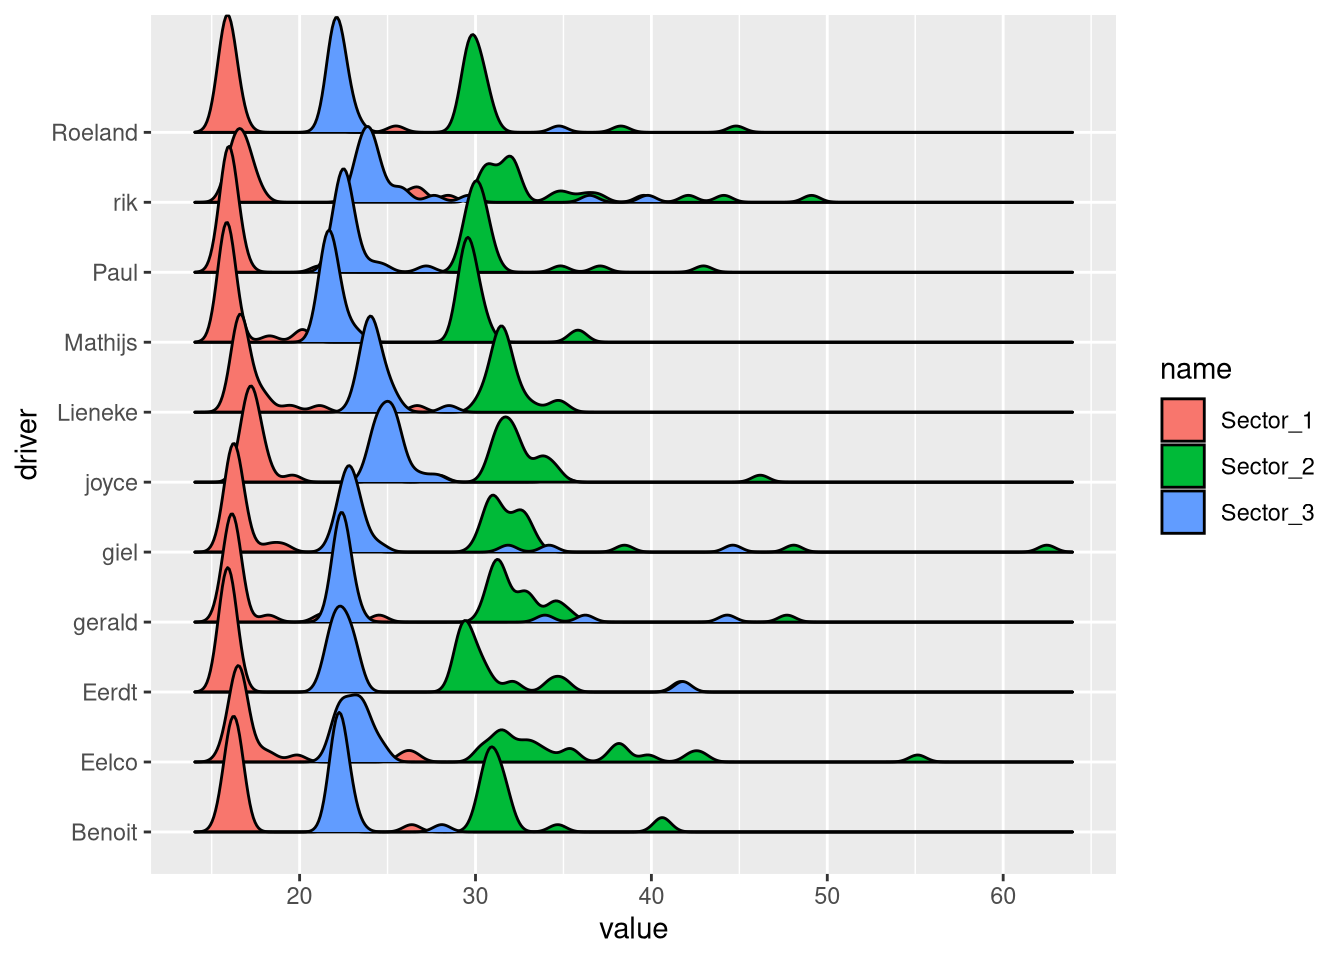 Roeland
rik
Paul
Mathijs
Lieneke
joyce
giel
gerald
Eerdt
Eelco
Benoit
driver
20 30 40 50 60
value
name
Sector_1
Sector_2
Sector_3